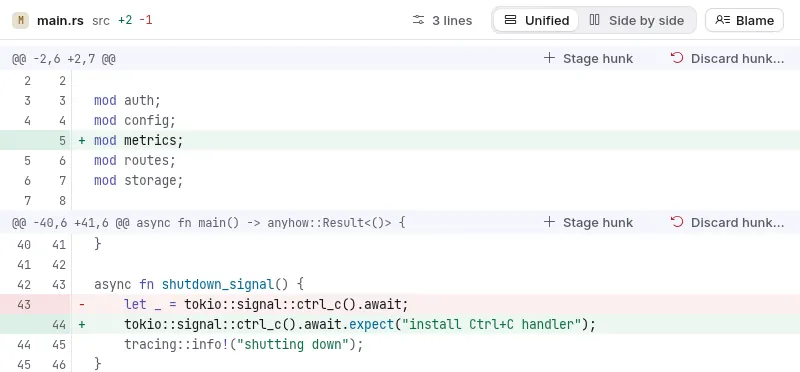 M main.rs src +2 -1 3 lines Unified Side by side Blame
@@ -2,6 +2,7 @@ Stage hunk Discard hunk...
2 2
3 3 mod auth;
4 4 mod config;
5 + mod metrics;
5 6 mod routes;
6 7 mod storage;
7 8
@@ -40,6 +41,6 @@ async fn main() -> anyhow::Result<()> { Stage hunk Discard hunk...
40 41 }
41 42
42 43 async fn shutdown_signal() {
43 - let _ = tokio::signal::ctrl_c().await;
44 + tokio::signal::ctrl_c().await.expect("install Ctrl+C handler");
44 45 tracing::info!("shutting down");
45 46 }